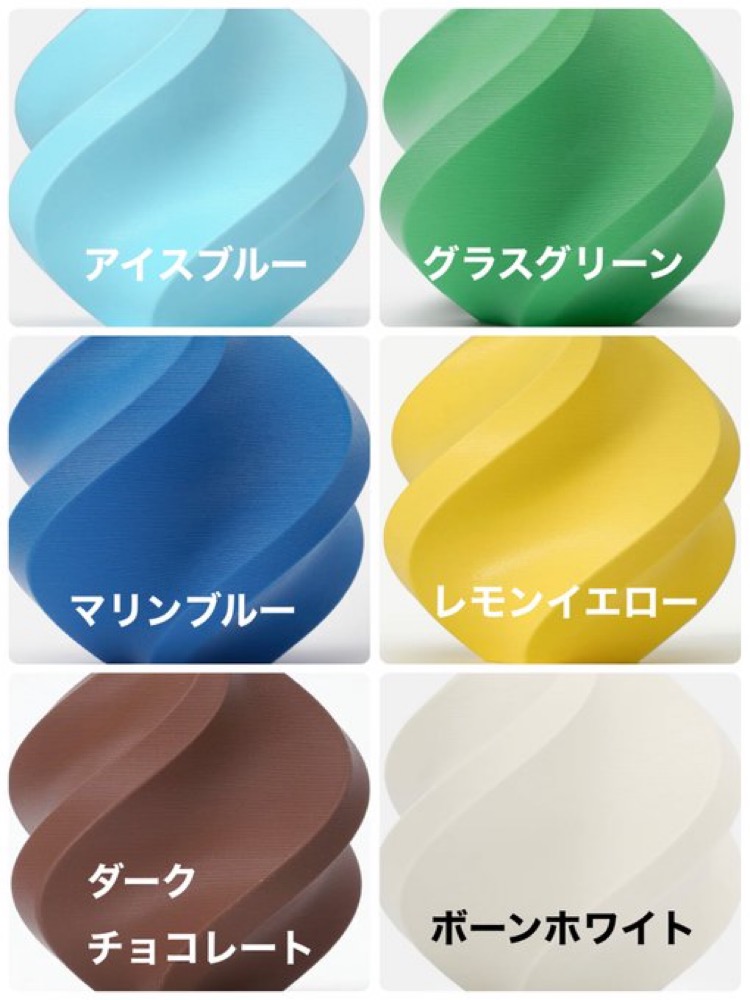 アイスブルー
グラスグリーン
マリンブルー
レモンイエロー
ダーク
チョコレート
ボーンホワイト